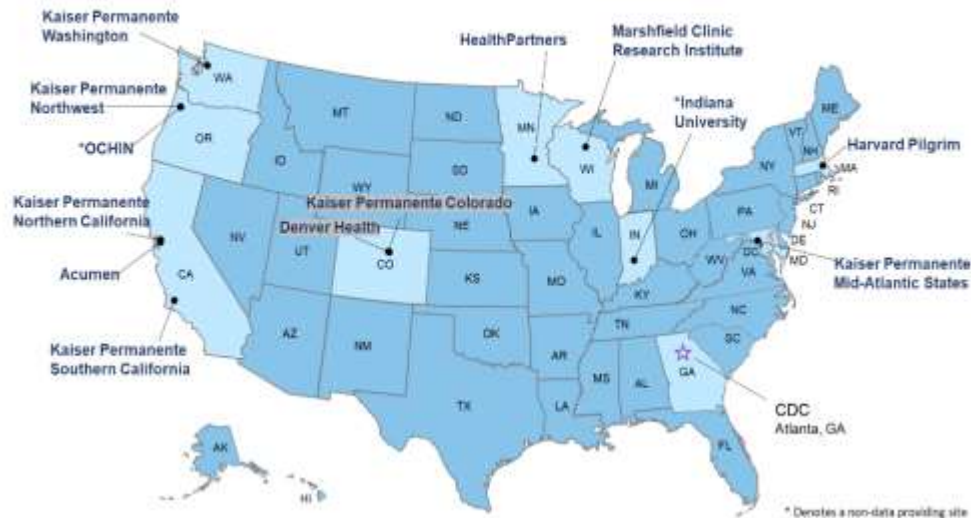 Kaiser Permanente
Washington
Kaiser Permanente
Northwest
*OCHIN
Kaiser Permanente
Northern California
Acumen
Kaiser Permanente
Southern California
HealthPartners
Marshfield Clinic
Research Institute
*Indiana
University
Harvard Pilgrim
Kaiser Permanente
Mid-Atlantic States
Kaiser Permanente Colorado
Denver Health
CDC
Atlanta, GA
WA
OR
CA
ID
NV
MT
WY
UT
AZ
CO
NM
ND
SD
NE
KS
OK
TX
MN
IA
MO
AR
LA
WI
IL
MI
IN
OH
KY
TN
MS
AL
GA
FL
SC
NC
VA
WV
DC
PA
NY
VT
NH
ME
MA
RI
CT
NJ
DE
MD
AK
HI
* Denotes a non-data providing site